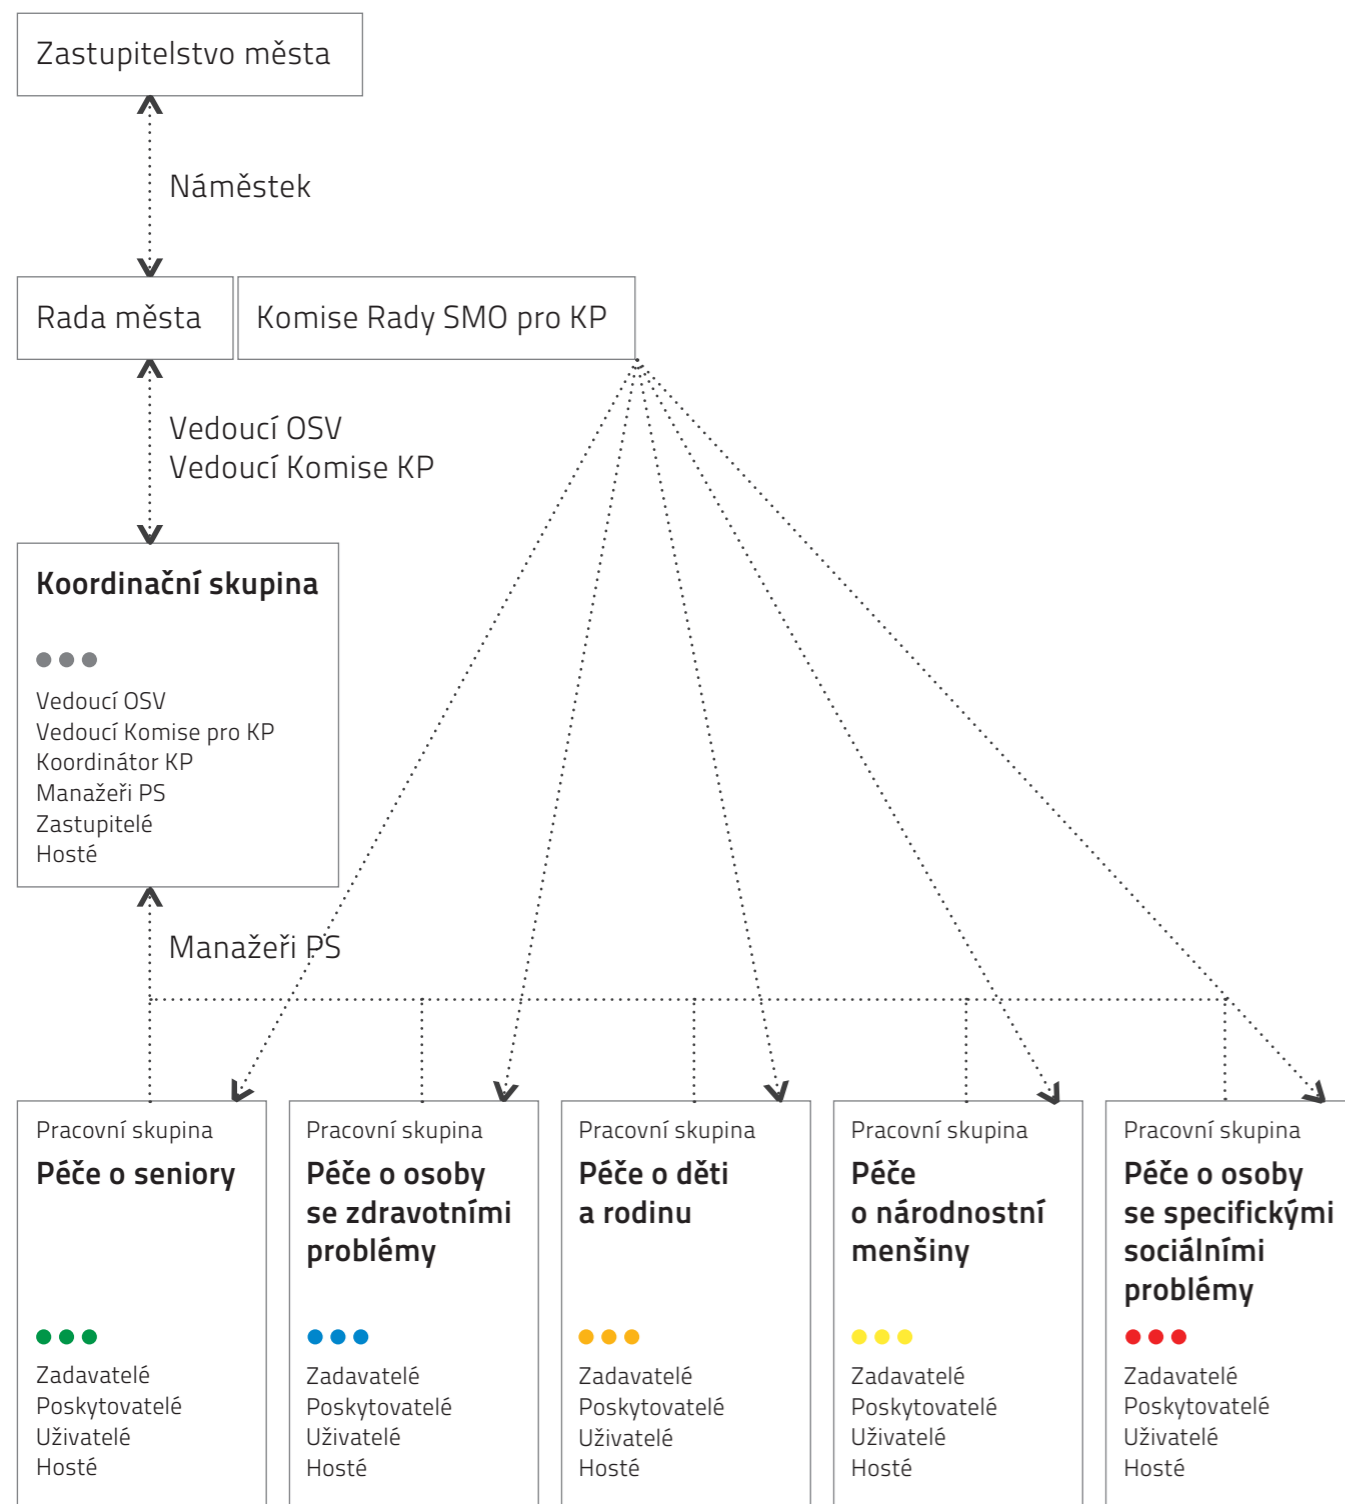 Zastupitelstvo města
Náměstek
Rada města
Komise Rady SMO pro KP
Vedoucí OSV
Vedoucí Komise KP
Koordinační skupina
Vedoucí OSV
Vedoucí Komise pro KP
Koordinátor KP
Manažeři PS
Zastupitelé
Hosté
Manažeři PS
Pracovní skupina
Péče o seniory
Zadavatelé
Poskytovatelé
Uživatelé
Hosté
Pracovní skupina
Péče o osoby
se zdravotními
problémy
Zadavatelé
Poskytovatelé
Uživatelé
Hosté
Pracovní skupina
Péče o děti
a rodinu
Zadavatelé
Poskytovatelé
Uživatelé
Hosté
Pracovní skupina
Péče
o národnostní
menšiny
Zadavatelé
Poskytovatelé
Uživatelé
Hosté
Pracovní skupina
Péče o osoby
se specifickými
sociálními
problémy
Zadavatelé
Poskytovatelé
Uživatelé
Hosté